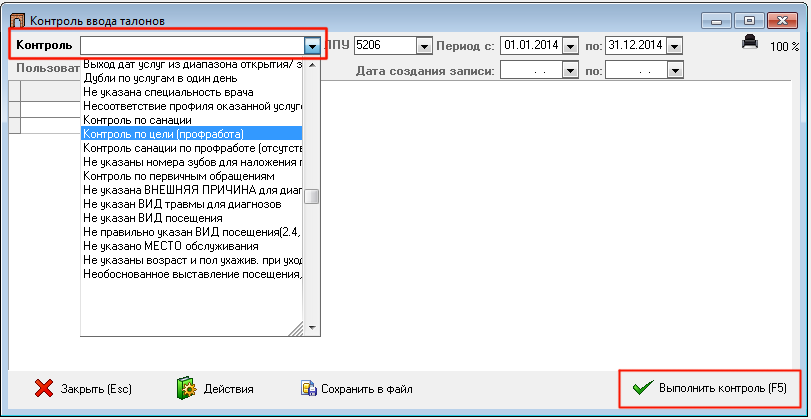 Контроль ввода талонов
Контроль ЛПУ 5206 Период с: 01.01.2014 по: 31.12.2014 100 %
Пользоват Дата создания записи: . . по: . .
Выход дат услуг из диапазона открытия/ з
Дубли по услугам в один день
Не указана специальность врача
Несоответствие профиля оказанной услуг
Контроль по санации
Контроль по цели (профработа)
Контроль санации по профработе (отсутств
Не указаны номера зубов для наложения п
Контроль по первичным обращениям
Не указана ВНЕШНЯЯ ПРИЧИНА для диаг
Не указан ВИД травмы для диагнозов
Не указан ВИД посещения
Не правильно указан ВИД посещения(2.4,
Не указано МЕСТО обслуживания
Не указаны возраст и пол ухажив. при уход
Необоснованное выставление посещения,
Закрыть (Esc) Действия Сохранить в файл Выполнить контроль (F5)